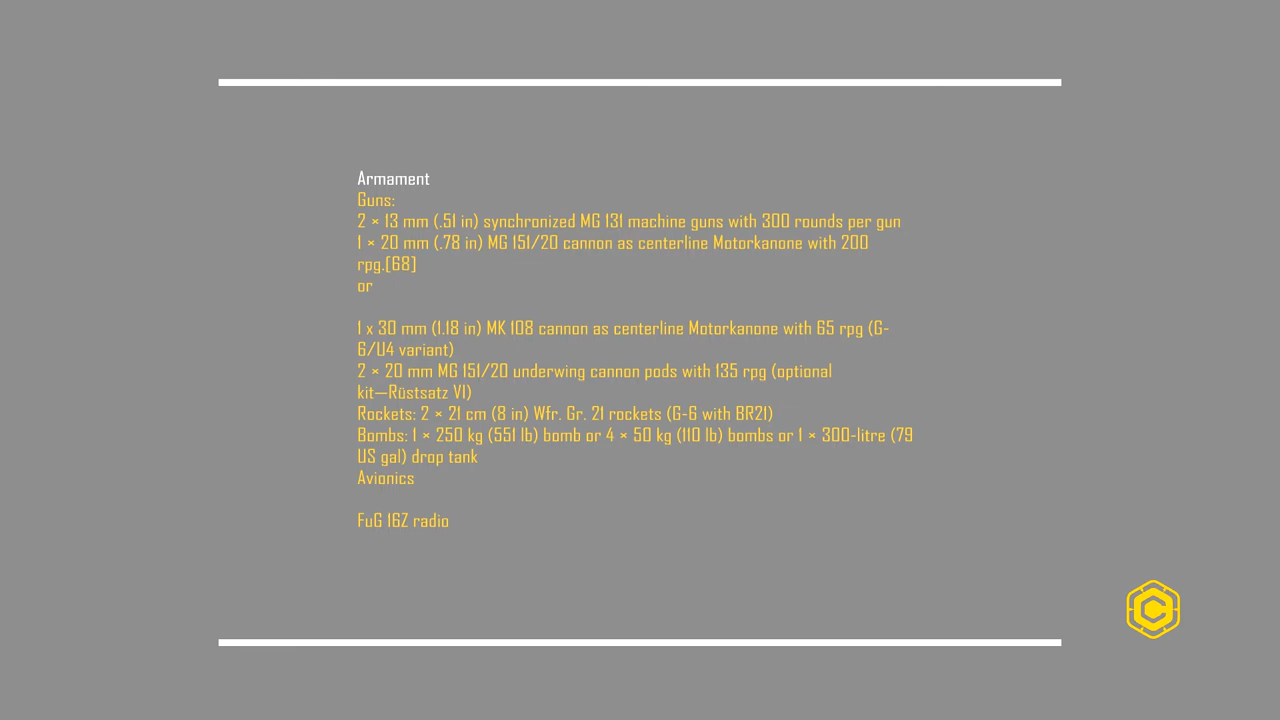 Armament
Guns:
2 × 13 mm (.51 in) synchronized MG 131 machine guns with 300 rounds per gun
1 × 20 mm (.78 in) MG 151/20 cannon as centerline Motorkanone with 200
rpg.[68]
or
1 x 30 mm (1.18 in) MK 108 cannon as centerline Motorkanone with 65 rpg (G-
6/U4 variant)
2 × 20 mm MG 151/20 underwing cannon pods with 135 rpg (optional
kit—Rüstsatz VI)
Rockets: 2 × 21 cm (8 in) Wfr. Gr. 21 rockets (G-6 with BR21)
Bombs: 1 × 250 kg (551 lb) bomb or 4 × 50 kg (110 lb) bombs or 1 × 300-litre (79
US gal) drop tank
Avionics
FuG 16Z radio